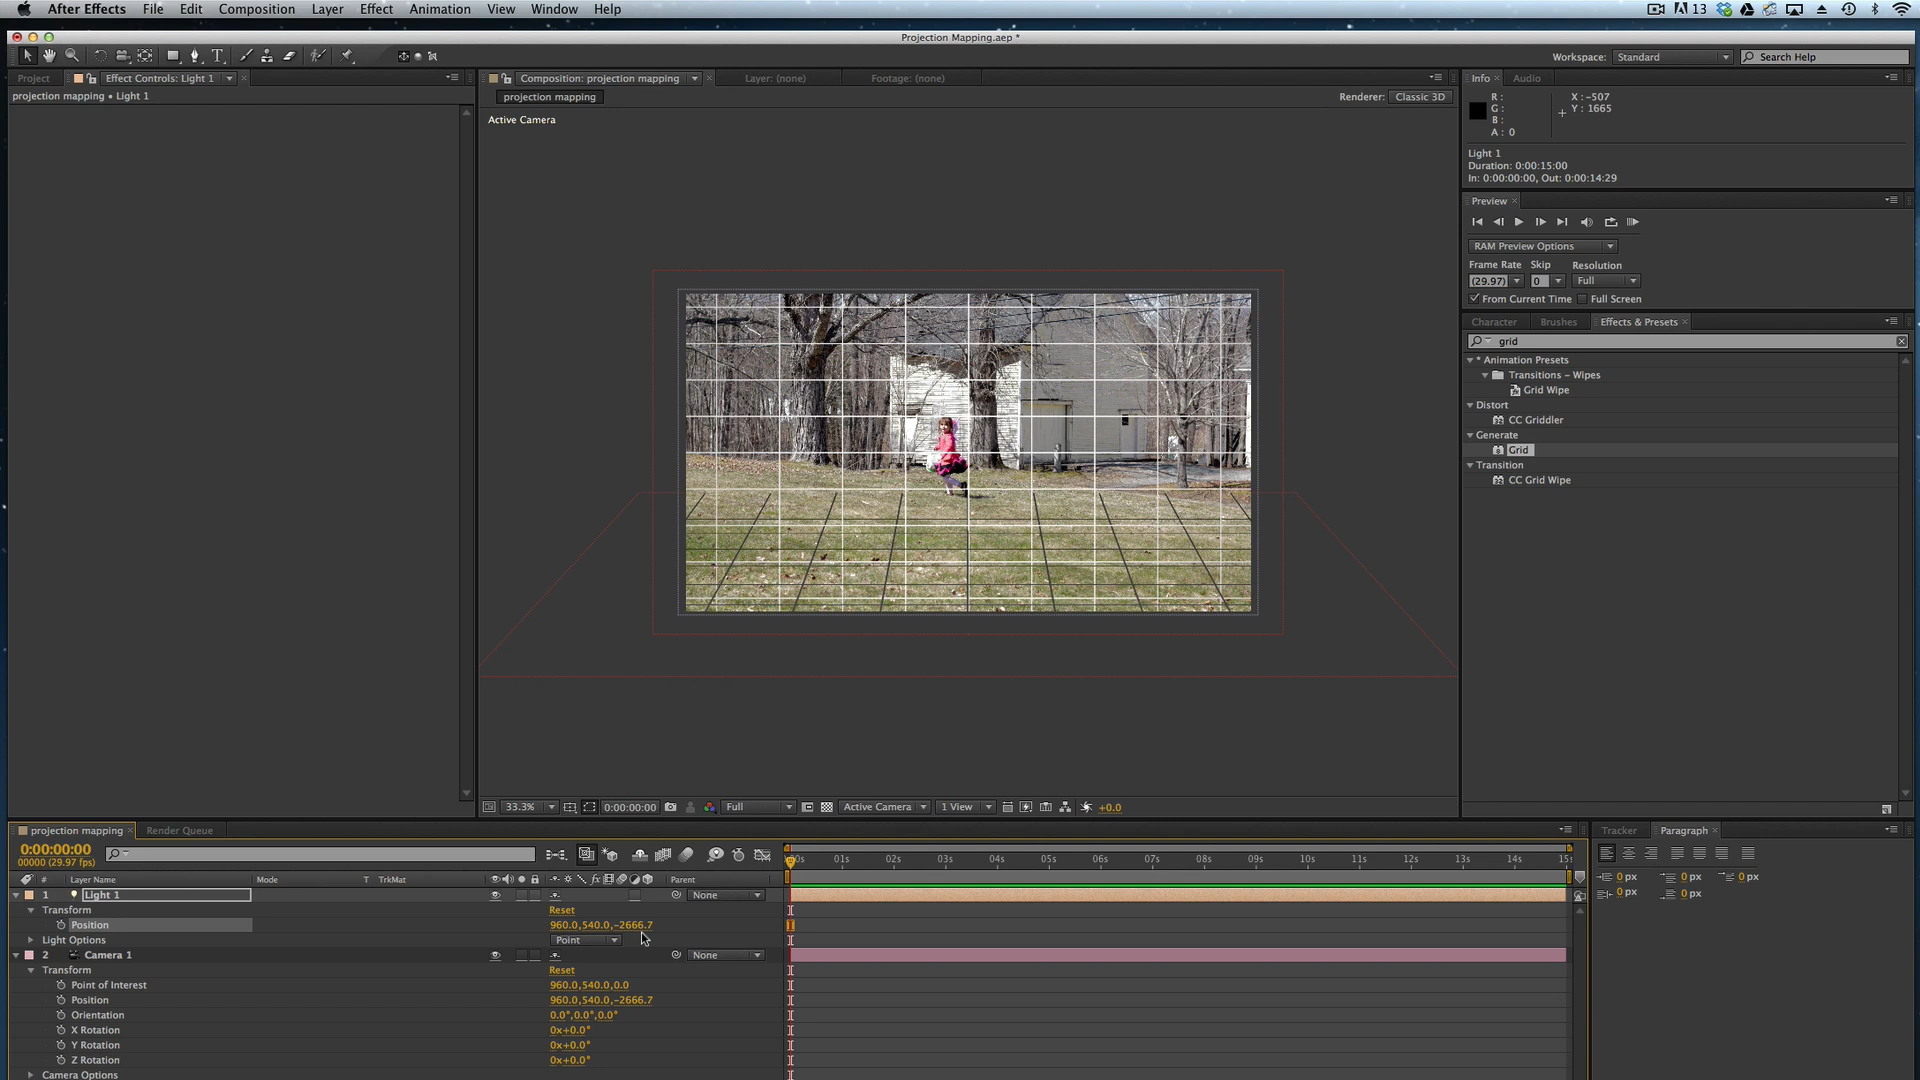 After Effects File Edit Composition Layer Effect Animation View Window Help 13
Projection Mapping.aep *
Workspace: Standard Search Help
Project Effect Controls: Light 1 Composition: projection mapping Layer: (none) Footage: (none) Info Audio
projection mapping • Light 1 projection mapping Renderer: Classic 3D
R : X : -507
G : Y : 1665
B :
A : 0
Active Camera
Light 1
Duration: 0:00:15:00
In: 0:00:00:00, Out: 0:00:14:29
Preview
RAM Preview Options
Frame Rate Skip Resolution
(29.97) 0 Full
From Current Time Full Screen
Character Brushes Effects & Presets
grid
* Animation Presets
Transitions – Wipes
Grid Wipe
Distort
CC Griddler
Generate
Grid
Transition
CC Grid Wipe
33.3% 0:00:00:00 Full Active Camera 1 View +0.0
projection mapping Render Queue Tracker Paragraph
0:00:00:00
00000 (29.97 fps)
:00s 01s 02s 03s 04s 05s 06s 07s 08s 09s 10s 11s 12s 13s 14s 15s
# Layer Name Mode T TrkMat fx Parent
0 px 0 px 0 px
0 px 0 px
1 Light 1 None
Transform Reset
Position 960.0,540.0,-2666.7
Light Options Point
2 Camera 1 None
Transform Reset
Point of Interest 960.0,540.0,0.0
Position 960.0,540.0,-2666.7
Orientation 0.0°,0.0°,0.0°
X Rotation 0x+0.0°
Y Rotation 0x+0.0°
Z Rotation 0x+0.0°
Camera Options